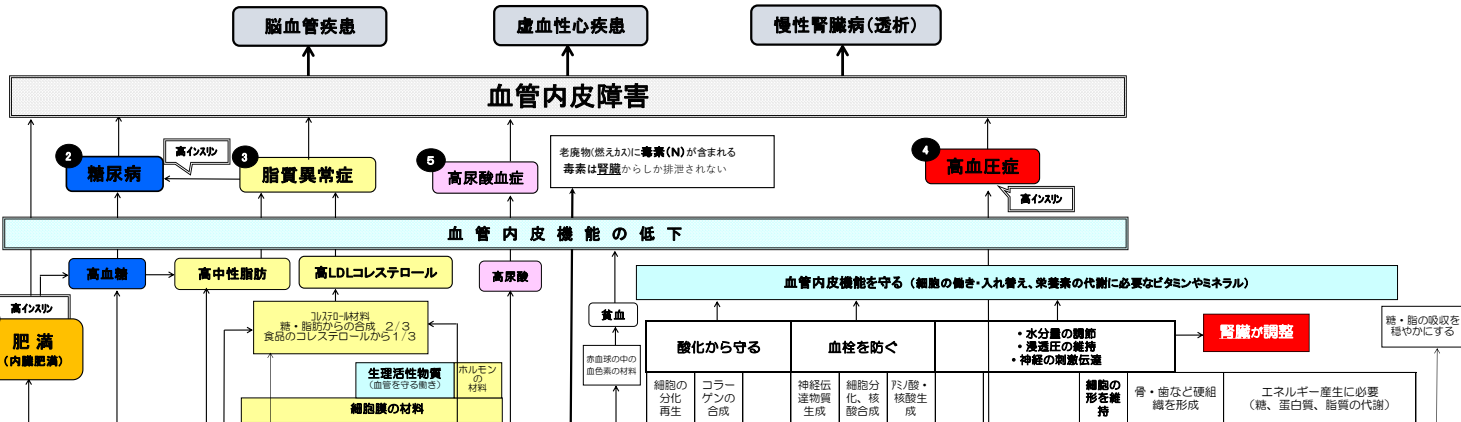 脳血管疾患
虚血性心疾患
慢性腎臓病(透析)
血管内皮障害
2
糖尿病
高インスリン
3
脂質異常症
5
高尿酸血症
老廃物(燃えカス)に毒素(N)が含まれる
毒素は腎臓からしか排泄されない
4
高血圧症
高インスリン
血管内皮機能の低下
高血糖
高中性脂肪
高LDLコレステロール
高尿酸
血管内皮機能を守る(細胞の働き・入れ替え、栄養素の代謝に必要なビタミンやミネラル)
高インスリン
肥満
(内臓肥満)
コレステロール材料
糖・脂肪からの合成 2/3
食品のコレステロールから1/3
貧血
赤血球の中の
血色素の材料
酸化から守る
血栓を防ぐ
・水分量の調節
・浸透圧の維持
・神経の刺激伝達
腎臓が調整
糖・脂の吸収を
穏やかにする
生理活性物質
(血管を守る働き)
ホルモン
の
材料
細胞膜の材料
細胞の
分化
再生
コラー
ゲンの
合成
神経伝
達物質
生成
細胞分
化、核
酸合成
アミノ酸・
核酸生
成
細胞の
形を維
持
骨・歯など硬組
織を形成
エネルギー産生に必要
(糖、蛋白質、脂質の代謝)